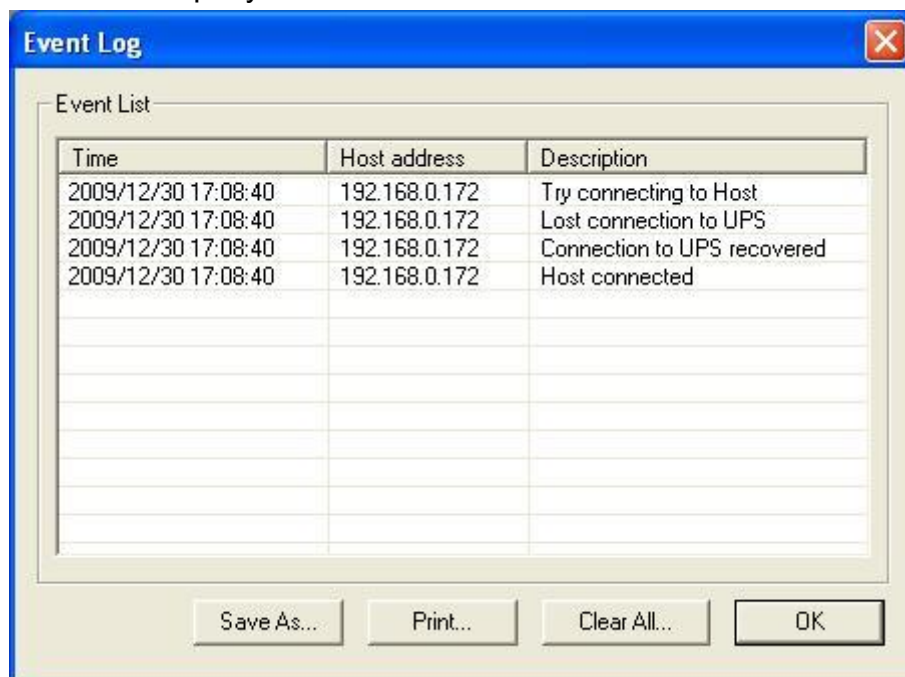 Event Log
Event List
Time Host address Description
2009/12/30 17:08:40 192.168.0.172 Try connecting to Host
2009/12/30 17:08:40 192.168.0.172 Lost connection to UPS
2009/12/30 17:08:40 192.168.0.172 Connection to UPS recovered
2009/12/30 17:08:40 192.168.0.172 Host connected
Save As... Print... Clear All... OK